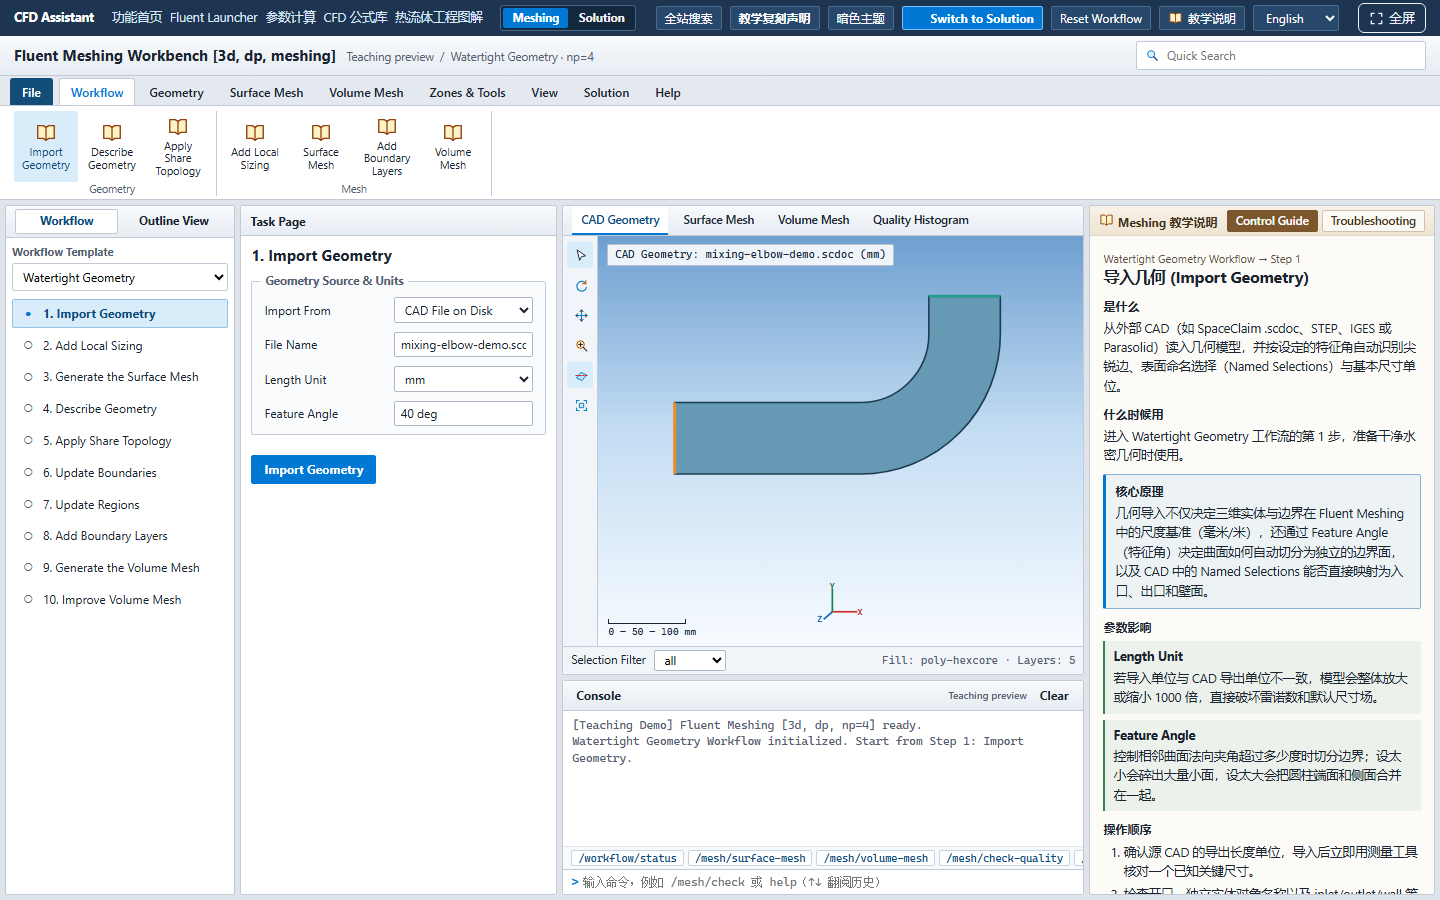 CFD Assistant 功能首页 Fluent Launcher 参数计算 CFD 公式库 热流体工程图解 Meshing Solution 全站搜索 教学复刻声明 暗色主题 Switch to Solution Reset Workflow 教学说明 English 全屏
Fluent Meshing Workbench [3d, dp, meshing] Teaching preview / Watertight Geometry · np=4 Quick Search
File Workflow Geometry Surface Mesh Volume Mesh Zones & Tools View Solution Help
Import Geometry
Describe Geometry
Apply Share Topology
Geometry
Add Local Sizing
Surface Mesh
Add Boundary Layers
Volume Mesh
Mesh
Workflow Outline View
Workflow Template
Watertight Geometry
1. Import Geometry
2. Add Local Sizing
3. Generate the Surface Mesh
4. Describe Geometry
5. Apply Share Topology
6. Update Boundaries
7. Update Regions
8. Add Boundary Layers
9. Generate the Volume Mesh
10. Improve Volume Mesh
Task Page
1. Import Geometry
Geometry Source & Units
Import From CAD File on Disk
File Name mixing-elbow-demo.scc
Length Unit mm
Feature Angle 40 deg
Import Geometry
CAD Geometry Surface Mesh Volume Mesh Quality Histogram
CAD Geometry: mixing-elbow-demo.scdoc (mm)
Y
X
Z
0 — 50 — 100 mm
Selection Filter all Fill: poly-hexcore · Layers: 5
Console Teaching preview Clear
[Teaching Demo] Fluent Meshing [3d, dp, np=4] ready.
Watertight Geometry Workflow initialized. Start from Step 1: Import
Geometry.
/workflow/status /mesh/surface-mesh /mesh/volume-mesh /mesh/check-quality /
> 输入命令，例如 /mesh/check 或 help（↑↓ 翻阅历史）
Meshing 教学说明 Control Guide Troubleshooting
Watertight Geometry Workflow → Step 1
导入几何 (Import Geometry)
是什么
从外部 CAD（如 SpaceClaim .scdoc、STEP、IGES 或
Parasolid）读入几何模型，并按设定的特征角自动识别尖
锐边、表面命名选择（Named Selections）与基本尺寸单
位。
什么时候用
进入 Watertight Geometry 工作流的第 1 步，准备干净水
密几何时使用。
核心原理
几何导入不仅决定三维实体与边界在 Fluent Meshing
中的尺度基准（毫米/米），还通过 Feature Angle
（特征角）决定曲面如何自动切分为独立的边界面，
以及 CAD 中的 Named Selections 能否直接映射为入
口、出口和壁面。
参数影响
Length Unit
若导入单位与 CAD 导出单位不一致，模型会整体放大
或缩小 1000 倍，直接破坏雷诺数和默认尺寸场。
Feature Angle
控制相邻曲面法向夹角超过多少度时切分边界；设太
小会碎出大量小面，设太大会把圆柱端面和侧面合并
在一起。
操作顺序
1. 确认源 CAD 的导出长度单位，导入后立即用测量工具
核对一个已知关键尺寸。
2. 检查开口、独立实体对象名称以及 inlet/outlet/wall 等